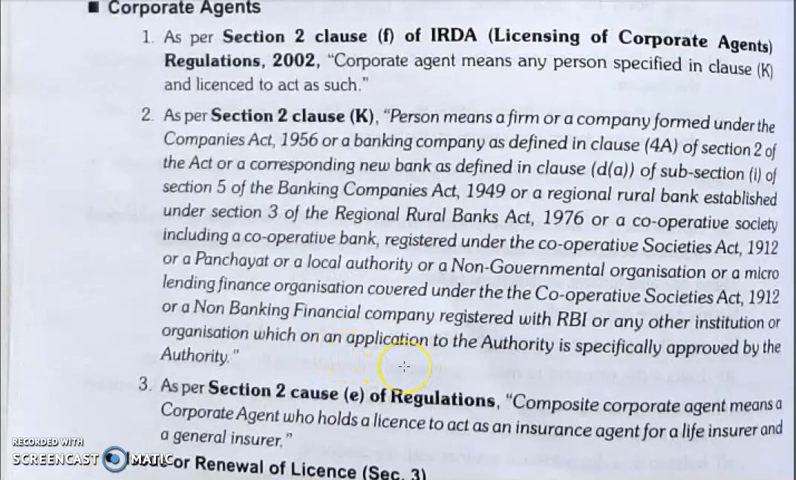 ■ Corporate Agents
1. As per Section 2 clause (f) of IRDA (Licensing of Corporate Agents)
Regulations, 2002, “Corporate agent means any person specified in clause (K)
and licenced to act as such.”
2. As per Section 2 clause (K), “Person means a firm or a company formed under the
Companies Act, 1956 or a banking company as defined in clause (4A) of section 2 of
the Act or a corresponding new bank as defined in clause (d(a)) of sub-section (i) of
section 5 of the Banking Companies Act, 1949 or a regional rural bank established
under section 3 of the Regional Rural Banks Act, 1976 or a co-operative society
including a co-operative bank, registered under the co-operative Societies Act, 1912
or a Panchayat or a local authority or a Non-Governmental organisation or a micro
lending finance organisation covered under the the Co-operative Societies Act, 1912
or a Non Banking Financial company registered with RBI or any other institution or
organisation which on an application to the Authority is specifically approved by the
Authority.”
3. As per Section 2 cause (e) of Regulations, “Composite corporate agent means a
Corporate Agent who holds a licence to act as an insurance agent for a life insurer and
a general insurer.”
or Renewal of Licence (Sec. 3)
RECORDED WITH
SCREENCAST MATIC